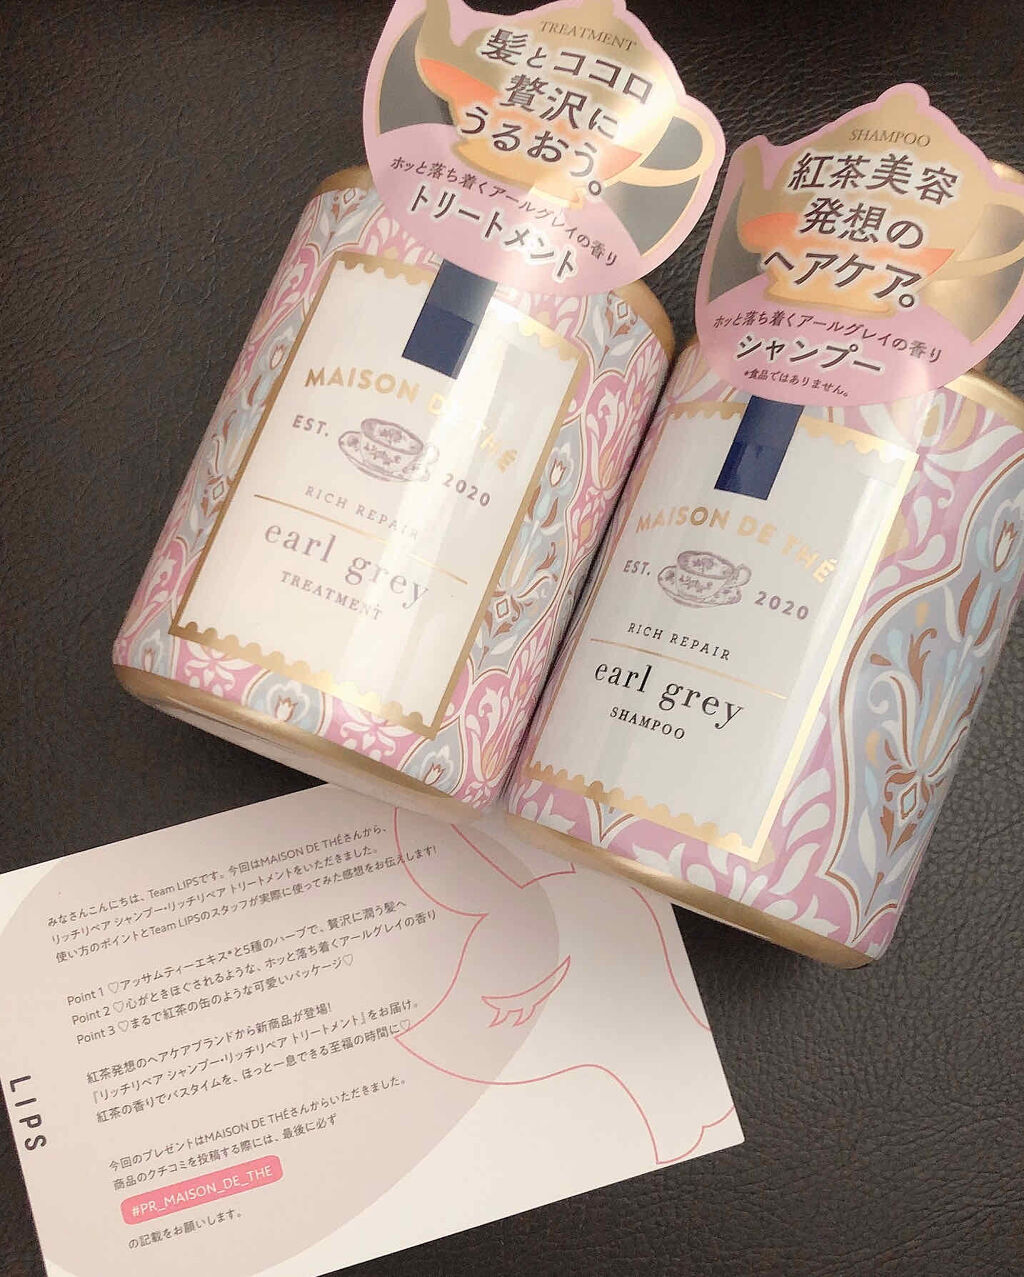 TREATMENT
髪とココロ
贅沢に
うるおう。
ホッと落ち着くアールグレイの香り
トリートメント
MAISON DE THÉ
EST.
2020
RICH REPAIR
earl grey
TREATMENT
SHAMPOO
紅茶美容
発想の
ヘアケア。
ホッと落ち着くアールグレイの香り
シャンプー
*食品ではありません。
MAISON DE THÉ
EST.
2020
RICH REPAIR
earl grey
SHAMPOO
みなさんこんにちは、Team LIPSです。今回はMAISON DE THÉさんから、
リッチリペア シャンプー・リッチリペア トリートメントをいただきました。
使い方のポイントとTeam LIPSのスタッフが実際に使ってみた感想をお伝えします!
Point 1 ♡アッサムティーエキス*と5種のハーブで、贅沢に潤う髪へ
Point 2 ♡心がときほぐされるような、ホッと落ち着くアールグレイの香り
Point 3 ♡まるで紅茶の缶のような可愛いパッケージ♡
紅茶発想のヘアケアブランドから新商品が登場!
『リッチリペア シャンプー・リッチリペア トリートメント』をお届け。
紅茶の香りでバスタイムを、ほっと一息できる至福の時間に♡
今回のプレゼントはMAISON DE THÉさんからいただきました。
商品のクチコミを投稿する際には、最後に必ず
#PR_MAISON_DE_THE
の記載をお願いします。
LIPS